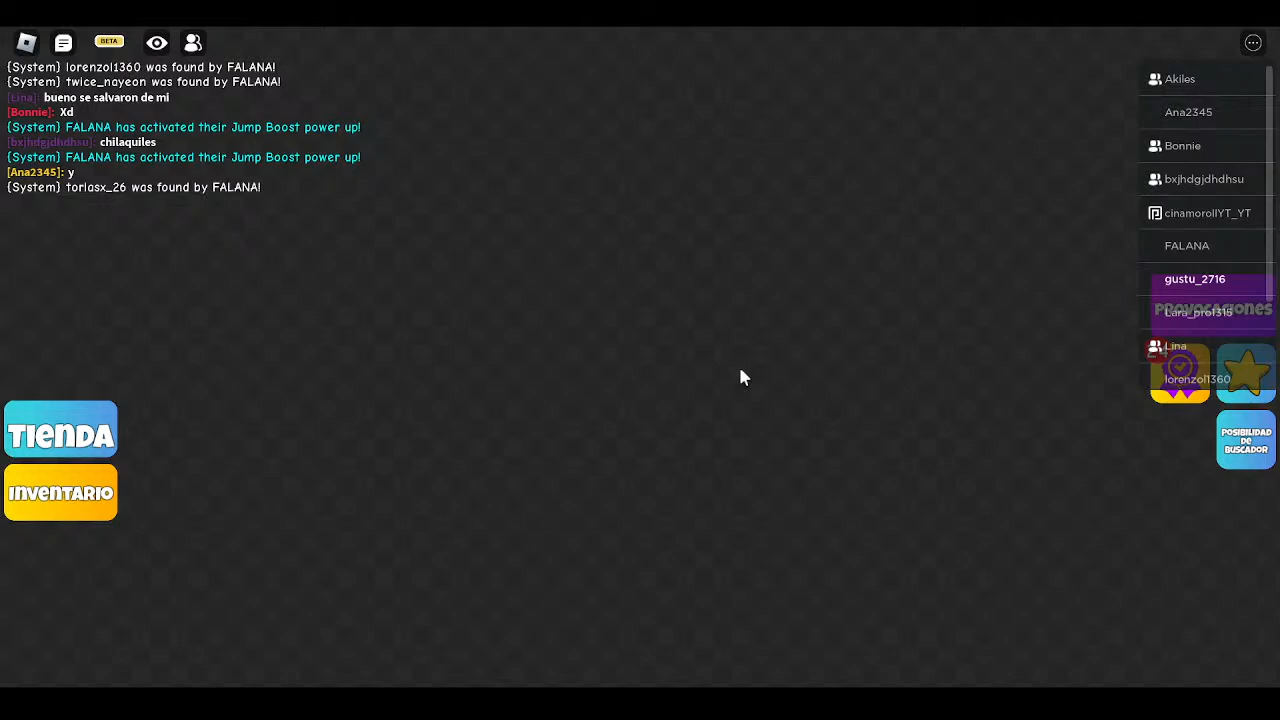 BETA
{System} lorenzol1360 was found by FALANA!
{System} twice_nayeon was found by FALANA!
[Lina]: bueno se salvaron de mi
[Bonnie]: Xd
{System} FALANA has activated their Jump Boost power up!
[bxjhdgjdhdhsu]: chilaquiles
{System} FALANA has activated their Jump Boost power up!
[Ana2345]: y
{System} torlasx_26 was found by FALANA!
Akiles
Ana2345
Bonnie
bxjhdgjdhdhsu
cinamorollYT_YT
FALANA
gustu_2716
PROVOCACIONES
Lara_pro1315
Lina
24
lorenzol1360
TIENDA
INVENTARIO
POSIBILIDAD
DE
BUSCADOR